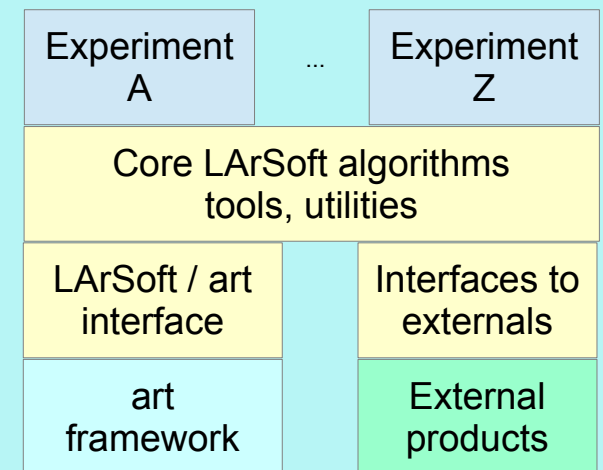 Experiment
A
...
Experiment
Z
Core LArSoft algorithms
tools, utilities
LArSoft / art
interface
Interfaces to
externals
art
framework
External
products